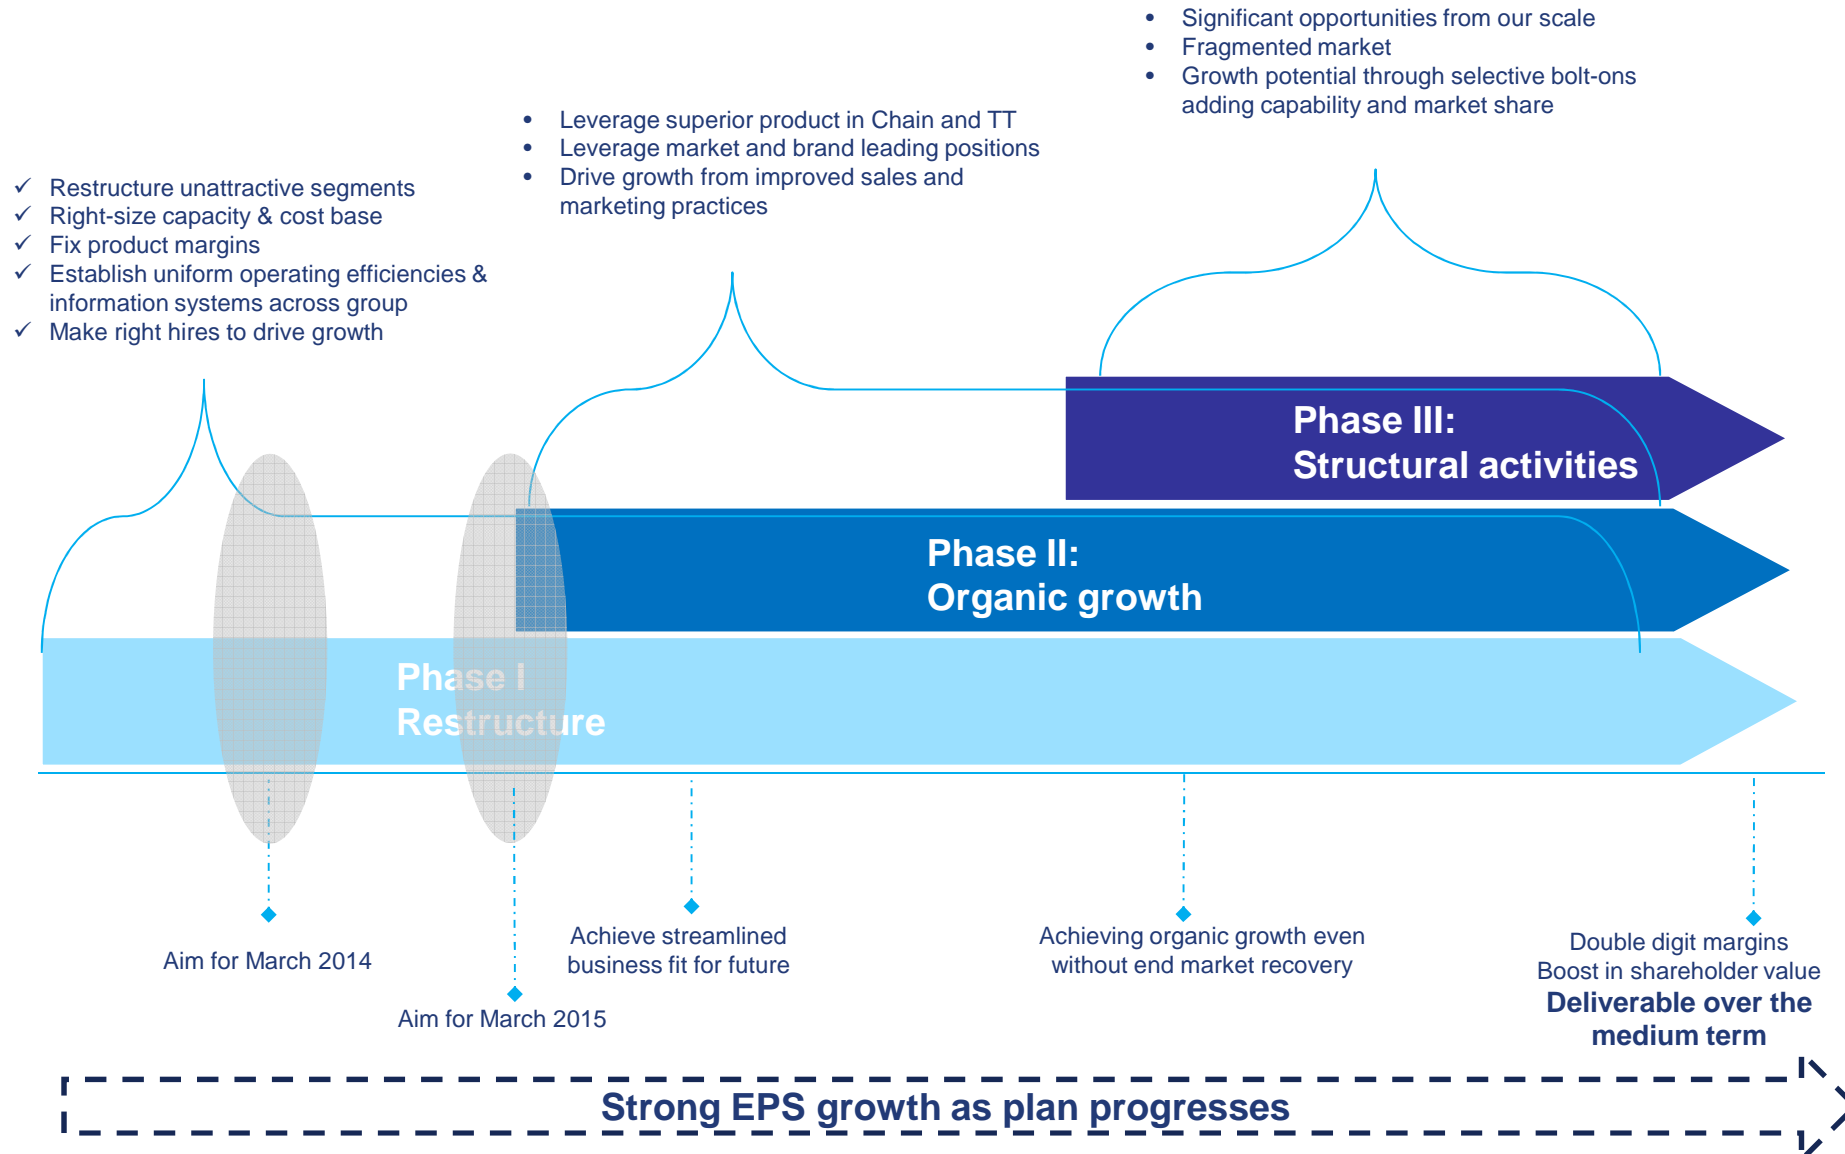 • Significant opportunities from our scale
• Fragmented market
• Growth potential through selective bolt-ons
adding capability and market share
• Leverage superior product in Chain and TT
• Leverage market and brand leading positions
• Drive growth from improved sales and
marketing practices
✓ Restructure unattractive segments
✓ Right-size capacity & cost base
✓ Fix product margins
✓ Establish uniform operating efficiencies &
information systems across group
✓ Make right hires to drive growth
Phase III:
Structural activities
Phase II:
Organic growth
Phase I
Restructure
Aim for March 2014
Aim for March 2015
Achieve streamlined
business fit for future
Achieving organic growth even
without end market recovery
Double digit margins
Boost in shareholder value
Deliverable over the
medium term
Strong EPS growth as plan progresses